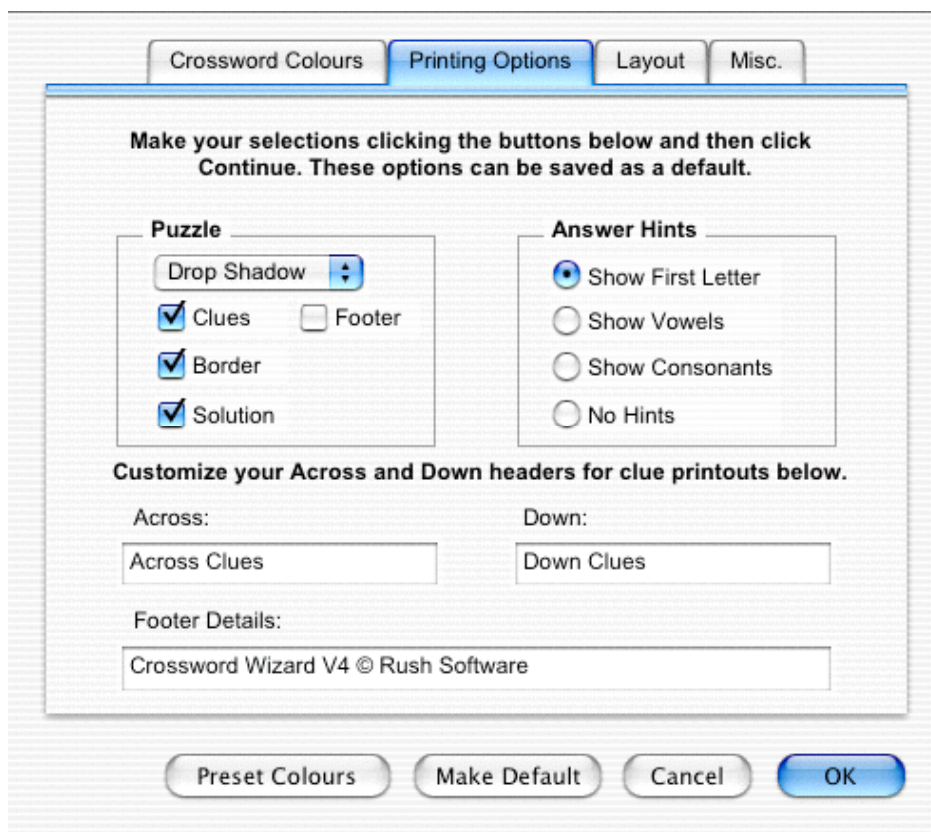 Crossword Colours Printing Options Layout Misc.
Make your selections clicking the buttons below and then click
Continue. These options can be saved as a default.
Puzzle
Drop Shadow
Clues Footer
Border
Solution
Answer Hints
Show First Letter
Show Vowels
Show Consonants
No Hints
Customize your Across and Down headers for clue printouts below.
Across: Down:
Across Clues Down Clues
Footer Details:
Crossword Wizard V4 © Rush Software
Preset Colours Make Default Cancel OK